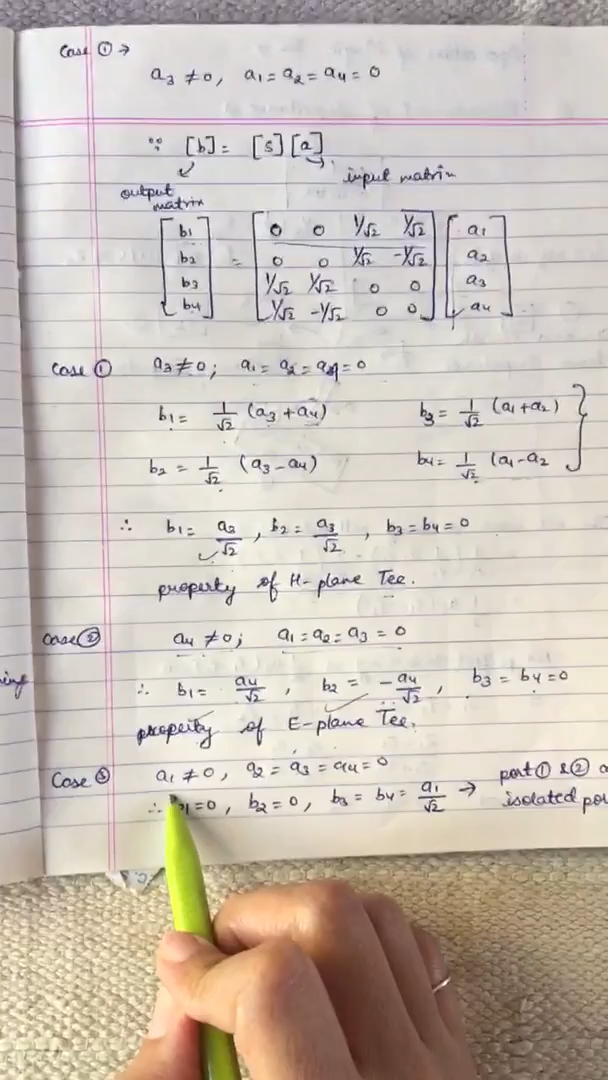 Case ① →
a₃ ≠ 0, a₁ = a₂ = a₄ = 0
∵ [b] = [s][a]
output matrix
input matrix
[b₁] = [0 0 1/√2 1/√2] [a₁]
[b₂] [0 0 1/√2 -1/√2] [a₂]
[b₃] [1/√2 1/√2 0 0] [a₃]
[b₄] [1/√2 -1/√2 0 0] [a₄]
Case ① a₃ ≠ 0; a₁ = a₂ = a₄ = 0
b₁ = 1/√2 (a₃ + a₄) b₃ = 1/√2 (a₁ + a₂)
b₂ = 1/√2 (a₃ - a₄) b₄ = 1/√2 (a₁ - a₂
∴ b₁ = a₃/√2, b₂ = a₃/√2, b₃ = b₄ = 0
property of H-plane Tee.
Case ② a₄ ≠ 0; a₁ = a₂ = a₃ = 0
∴ b₁ = a₄/√2, b₂ = -a₄/√2, b₃ = b₄ = 0
property of E-plane Tee.
Case ③ a₁ ≠ 0, a₂ = a₃ = a₄ = 0
∴ b₁ = 0, b₂ = 0, b₃ = b₄ = a₁/√2 → port ① & ②
isolated